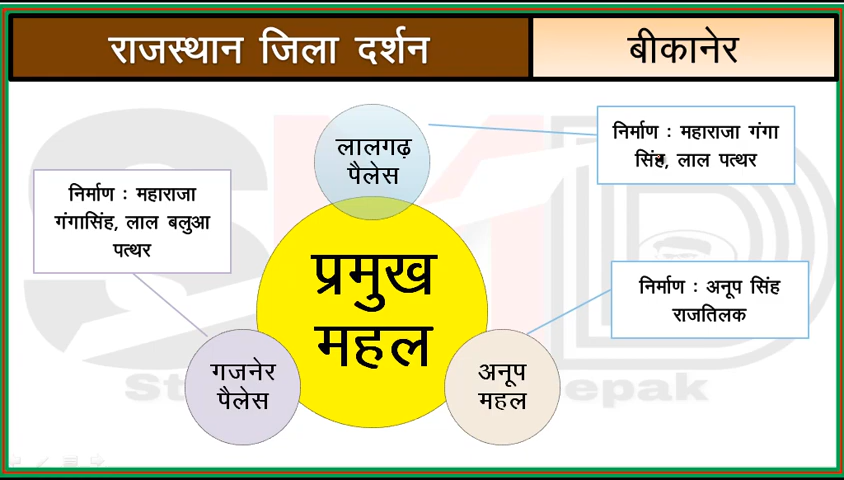 राजस्थान जिला दर्शन
बीकानेर
लालगढ़
पैलेस
निर्माण : महाराजा गंगा
सिंह, लाल पत्थर
निर्माण : महाराजा
गंगासिंह, लाल बलुआ
पत्थर
प्रमुख
महल
निर्माण : अनूप सिंह
राजतिलक
गजनेर
पैलेस
अनूप
महल